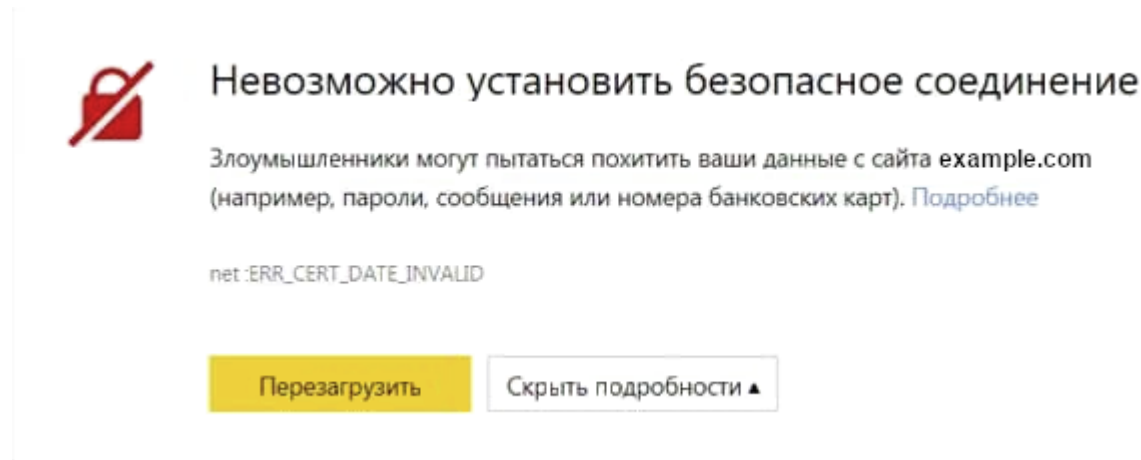 Невозможно установить безопасное соединение
Злоумышленники могут пытаться похитить ваши данные с сайта example.com
(например, пароли, сообщения или номера банковских карт). Подробнее
net :ERR_CERT_DATE_INVALID
Перезагрузить
Скрыть подробности ▴